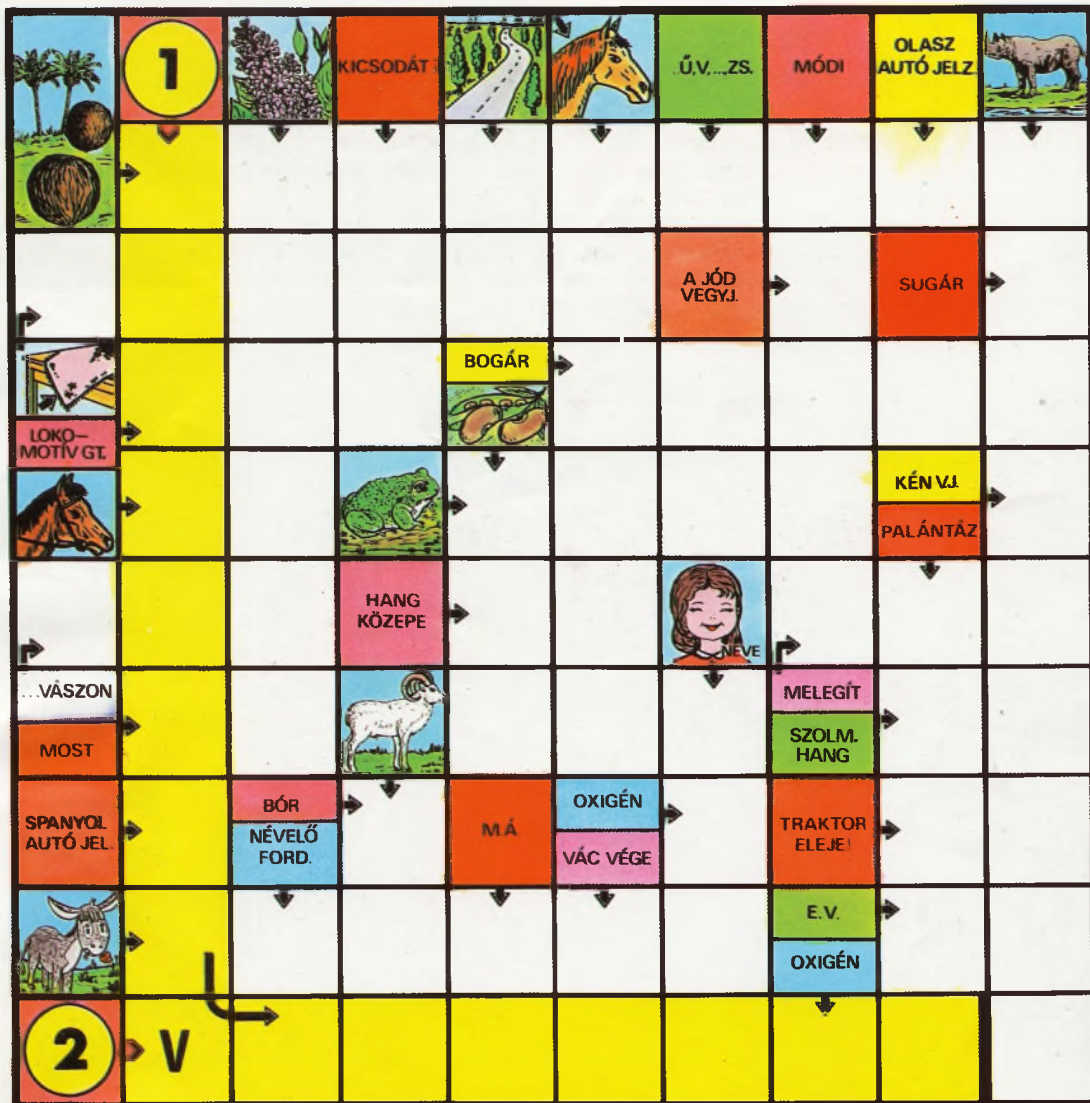 1
KICSODÁT ?
..Ű,V,...,ZS.
MÓDI
OLASZ
AUTÓ JELZ.
A JÓD
VEGYJ.
SUGÁR
BOGÁR
LOKO-
MOTÍV GT.
KÉN V.J.
PALÁNTÁZ
HANG
KÖZEPE
NEVE
...VÁSZON
MOST
MELEGÍT
SZOLM.
HANG
SPANYOL
AUTÓ JEL.
BÓR
NÉVELŐ
FORD.
M.Á.
OXIGÉN
VÁC VÉGE
TRAKTOR
ELEJE!
E.V.
OXIGÉN
2
V